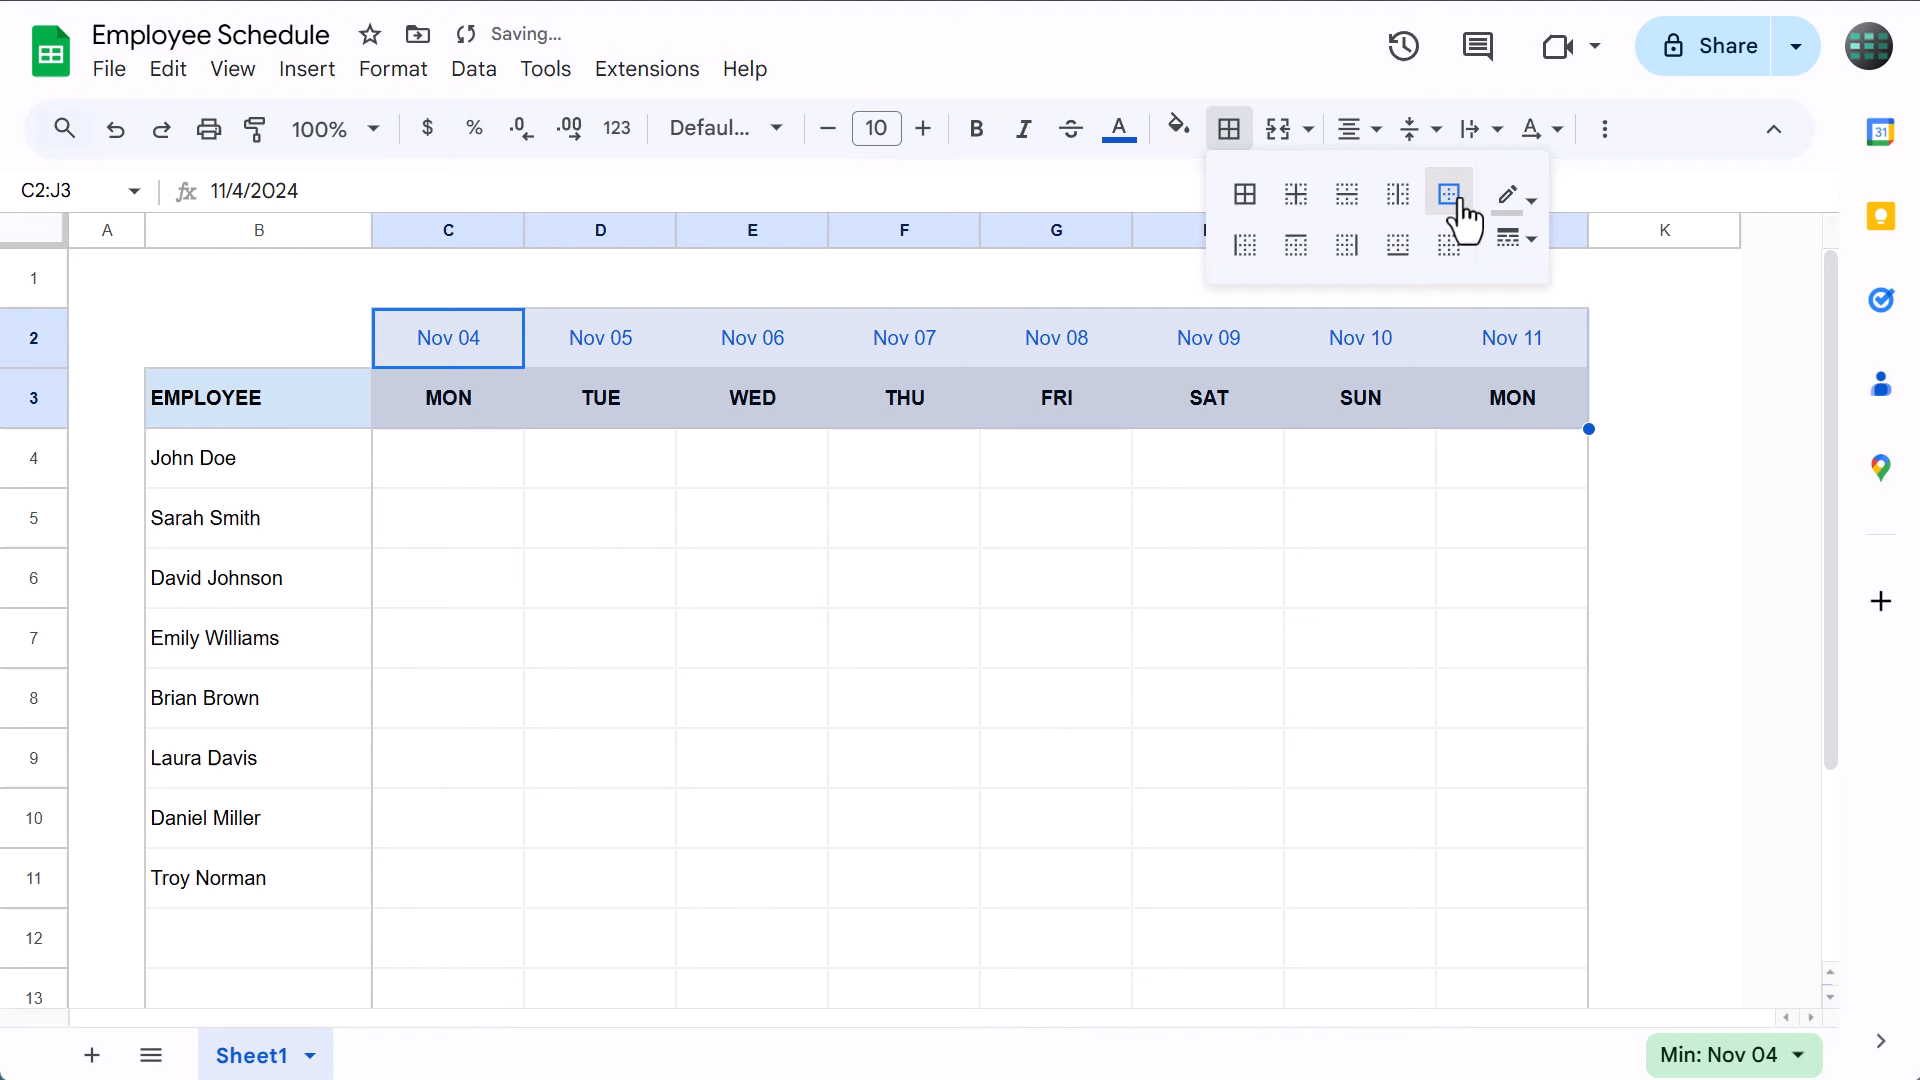 Employee Schedule Saving...
File Edit View Insert Format Data Tools Extensions Help
Share
100% $ % .0 .00 123 Defaul... 10 B I S A A
31
C2:J3 fx 11/4/2024
A B C D E F G K
1
2 Nov 04 Nov 05 Nov 06 Nov 07 Nov 08 Nov 09 Nov 10 Nov 11
3 EMPLOYEE MON TUE WED THU FRI SAT SUN MON
4 John Doe
5 Sarah Smith
6 David Johnson
7 Emily Williams
8 Brian Brown
9 Laura Davis
10 Daniel Miller
11 Troy Norman
12
13
Sheet1 Min: Nov 04